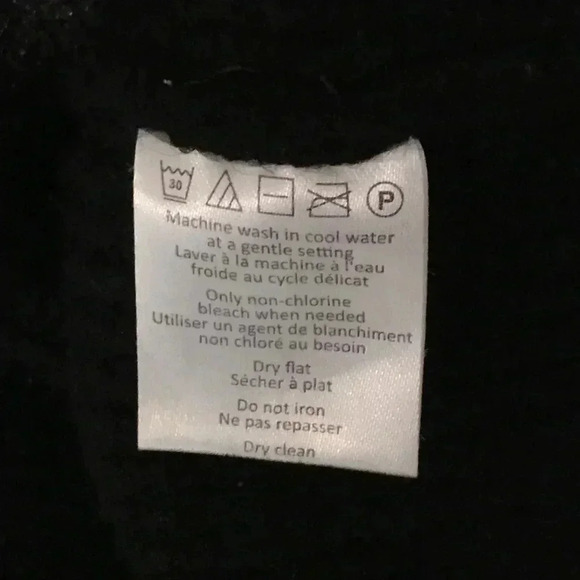 30
P
Machine wash in cool water
at a gentle setting
Laver à la machine à l'eau
froide au cycle délicat
Only non-chlorine
bleach when needed
Utiliser un agent de blanchiment
non chloré au besoin
Dry flat
Sécher à plat
Do not iron
Ne pas repasser
Dry clean